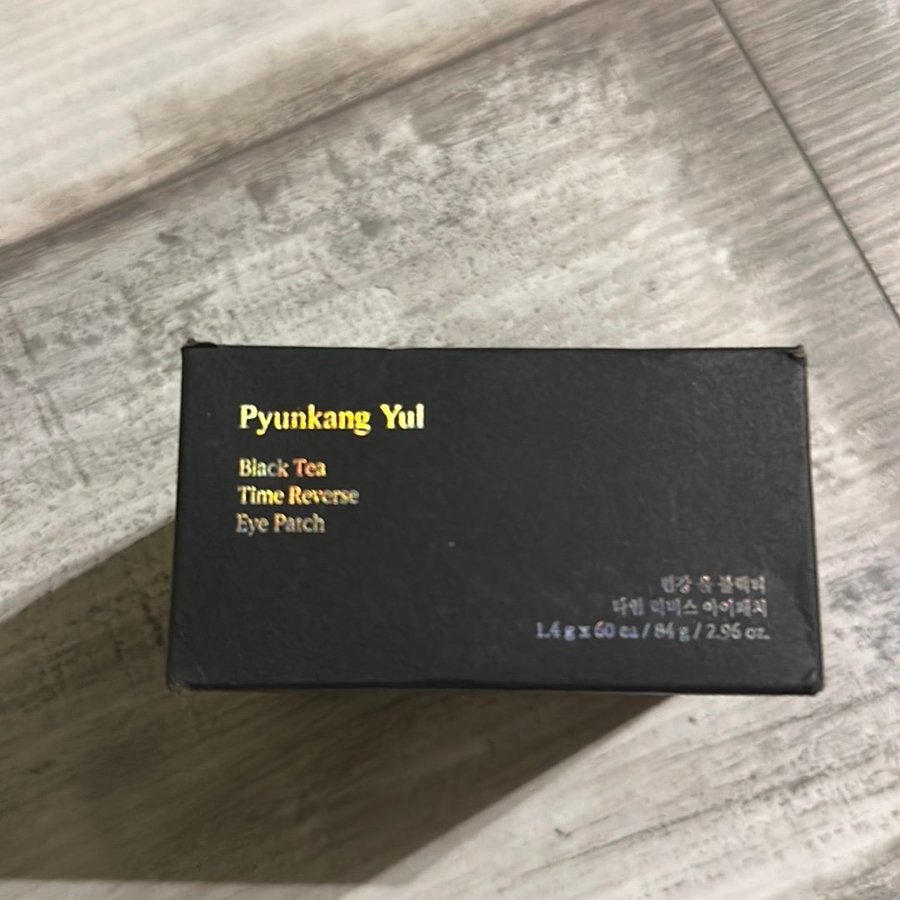 Pyunkang Yul
Black Tea
Time Reverse
Eye Patch
편강 율 블랙티
타임 리버스 아이패치
1.4 g x 60 ea / 84 g / 2.96 oz.